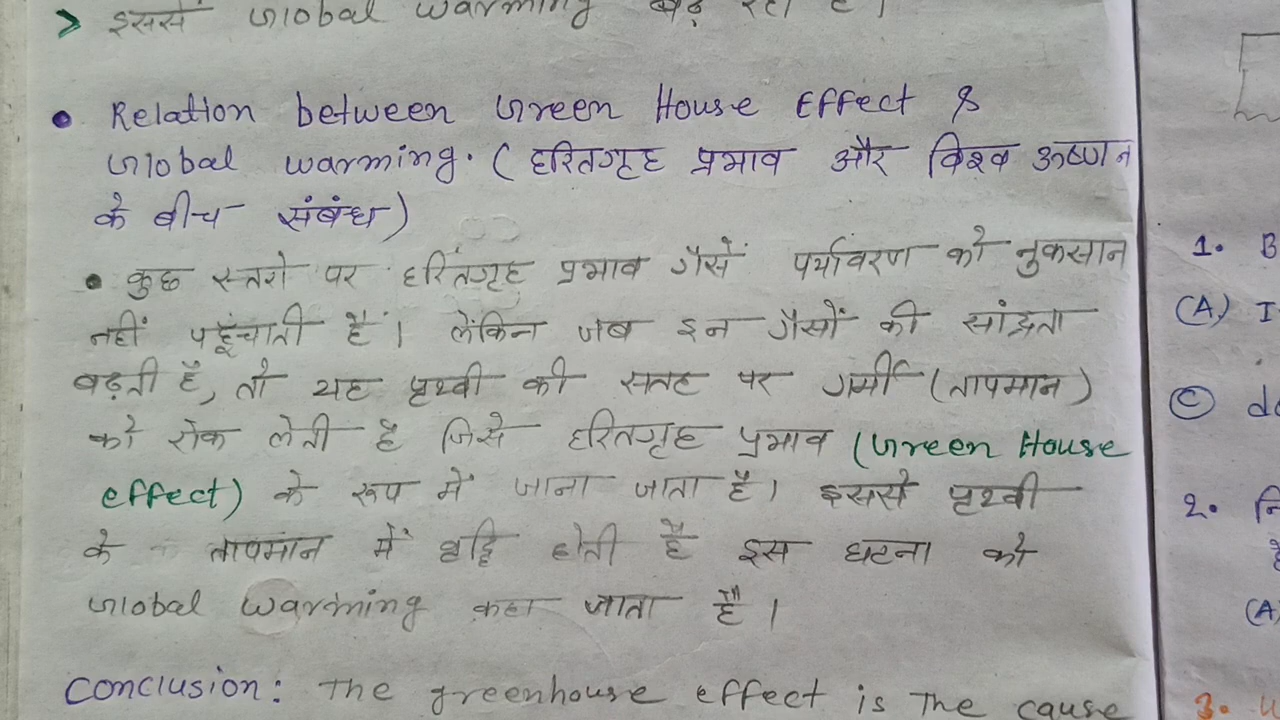 > इससे Global warming बढ़ रहा है।
• Relation between Green House Effect &
Global warming. (हरितगृह प्रभाव और विश्व ऊष्णन
के बीच संबंध)
• कुछ स्तरो पर हरितगृह प्रभाव गैसें पर्यावरण को नुकसान
नहीं पहूंचाती है। लेकिन जब इन गैसों की सांद्रता
बढ़ती है, तो यह पृथ्वी की सतह पर गर्मी (तापमान)
को रोक लेती है जिसे हरितगृह प्रभाव (Green House
effect) के रूप में जाना जाता है। इससे पृथ्वी
के तापमान में वृद्दि होती है इस घटना को
Global Warming कहा जाता है।
Conclusion: The greenhouse effect is The cause
1. B
(A) I
(C) do
2. नि
है
(A)
3.